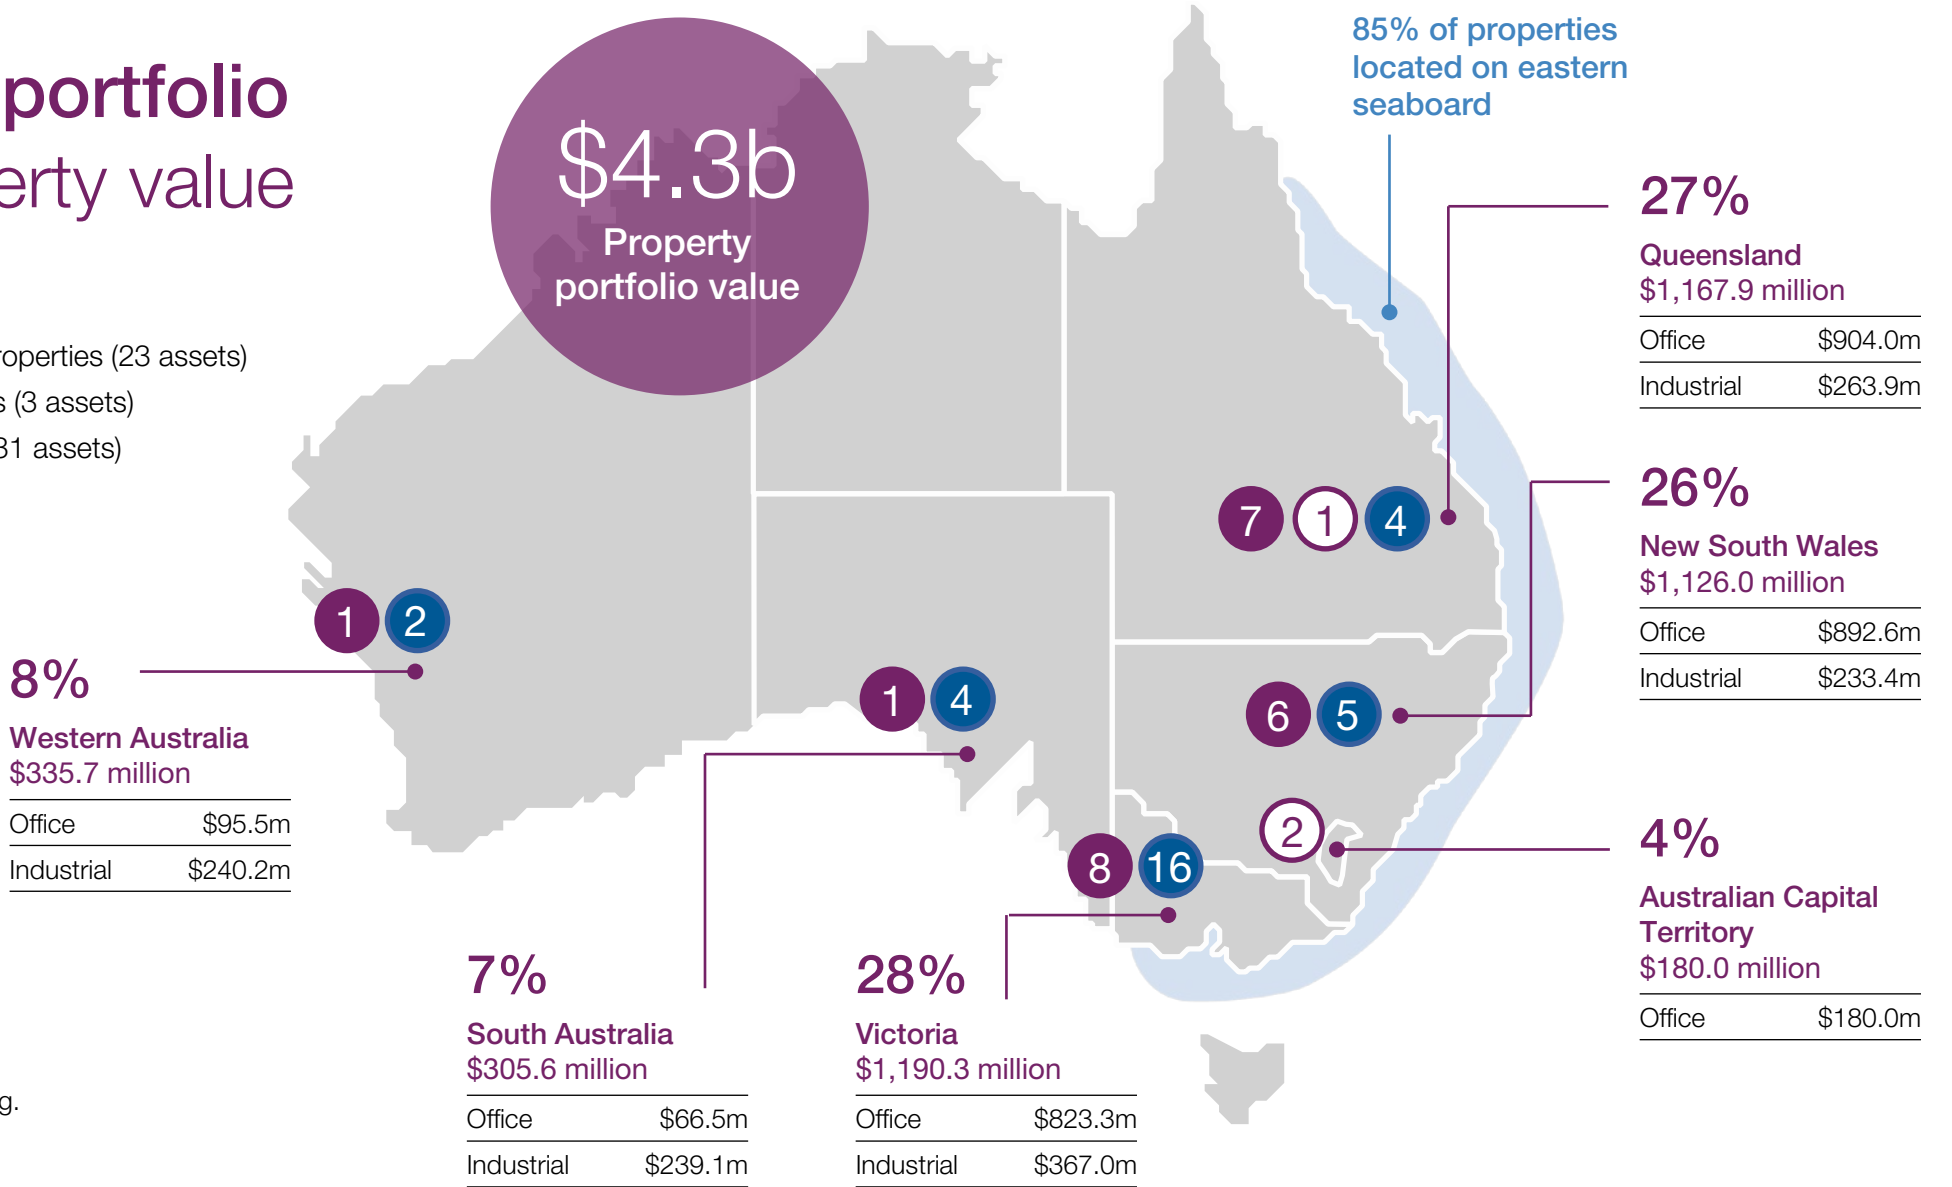 portfolio
erty value
roperties (23 assets)
s (3 assets)
31 assets)
$4.3b
Property
portfolio value
85% of properties
located on eastern
seaboard
27%
Queensland
$1,167.9 million
Office $904.0m
Industrial $263.9m
7 1 4
26%
New South Wales
$1,126.0 million
Office $892.6m
Industrial $233.4m
6 5
1 2
8%
Western Australia
$335.7 million
Office $95.5m
Industrial $240.2m
1 4
2
8 16
4%
Australian Capital
Territory
$180.0 million
Office $180.0m
7%
South Australia
$305.6 million
Office $66.5m
Industrial $239.1m
28%
Victoria
$1,190.3 million
Office $823.3m
Industrial $367.0m
g.